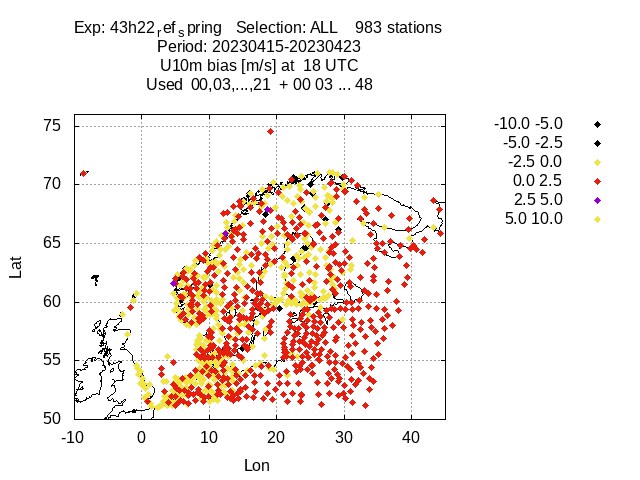 Exp: 43h22refspring Selection: ALL 983 stations
Period: 20230415-20230423
U10m bias [m/s] at 18 UTC
Used 00,03,...,21 + 00 03 ... 48
75
70
65
60
55
50
Lat
-10 0 10 20 30 40
Lon
-10.0 -5.0
-5.0 -2.5
-2.5 0.0
0.0 2.5
2.5 5.0
5.0 10.0